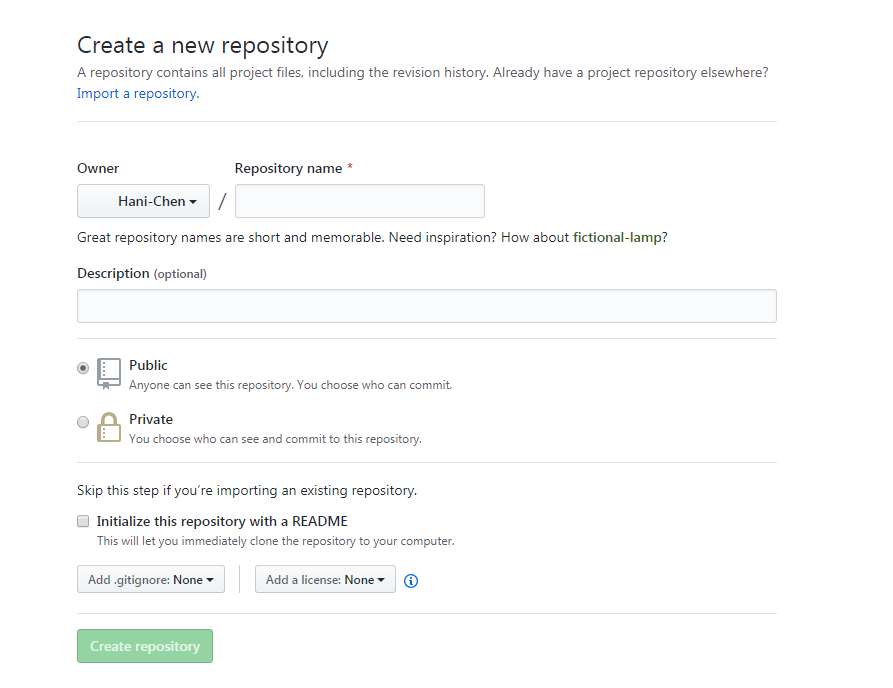 Create a new repository
A repository contains all project files, including the revision history. Already have a project repository elsewhere?
Import a repository.
Owner Repository name *
Hani-Chen /
Great repository names are short and memorable. Need inspiration? How about fictional-lamp?
Description (optional)
Public
Anyone can see this repository. You choose who can commit.
Private
You choose who can see and commit to this repository.
Skip this step if you’re importing an existing repository.
Initialize this repository with a README
This will let you immediately clone the repository to your computer.
Add .gitignore: None Add a license: None
Create repository